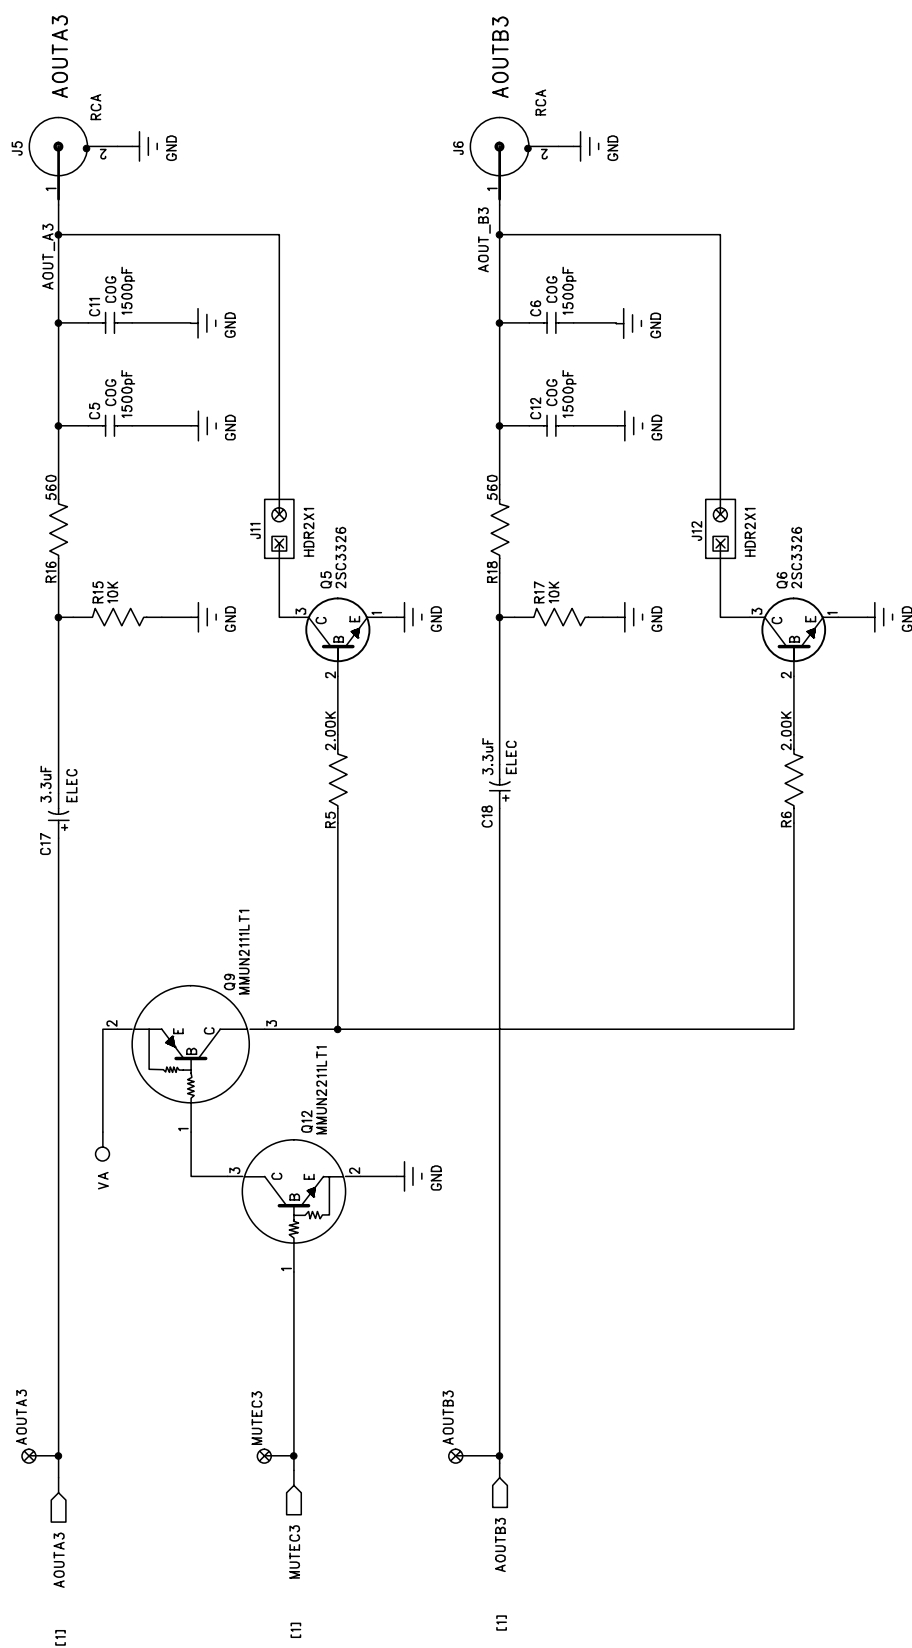 [1]
AOUTA3
AOUTA3
C17
3.3uF
ELEC
+
R15
10K
GND
R16
560
C5
COG
1500pF
GND
C11
COG
1500pF
GND
AOUT_A3
1
J5
2
RCA
GND
AOUTA3
VA
2
E
B
C
1
3
Q9
MMUN2111LT1
[1]
MUTEC3
MUTEC3
1
3
C
B
E
2
Q12
MMUN2211LT1
GND
R5
2.00K
2
3
C
B
E
1
Q5
2SC3326
GND
J11
HDR2X1
[1]
AOUTB3
AOUTB3
C18
3.3uF
ELEC
+
R17
10K
GND
R18
560
C12
COG
1500pF
GND
C6
COG
1500pF
GND
AOUT_B3
1
J6
2
RCA
GND
AOUTB3
R6
2.00K
2
3
C
B
E
1
Q6
2SC3326
GND
J12
HDR2X1